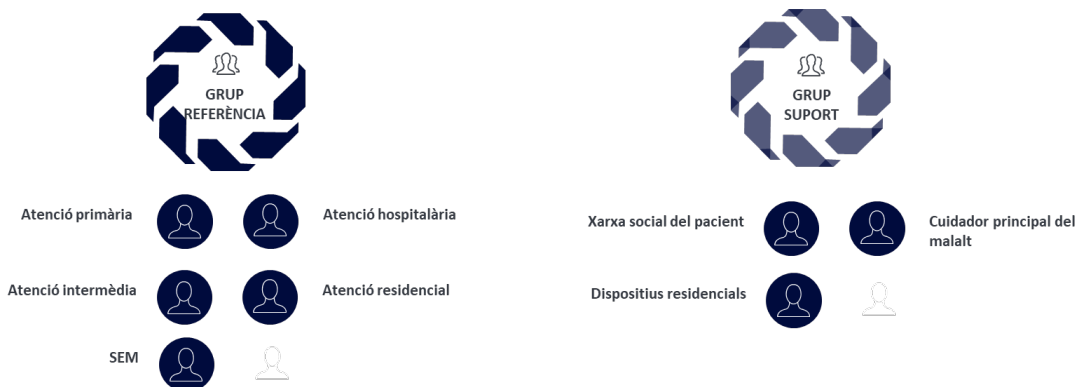 GRUP
REFERÈNCIA
Atenció primària
Atenció hospitalària
Atenció intermèdia
Atenció residencial
SEM
GRUP
SUPORT
Xarxa social del pacient
Cuidador principal del
malalt
Dispositius residencials